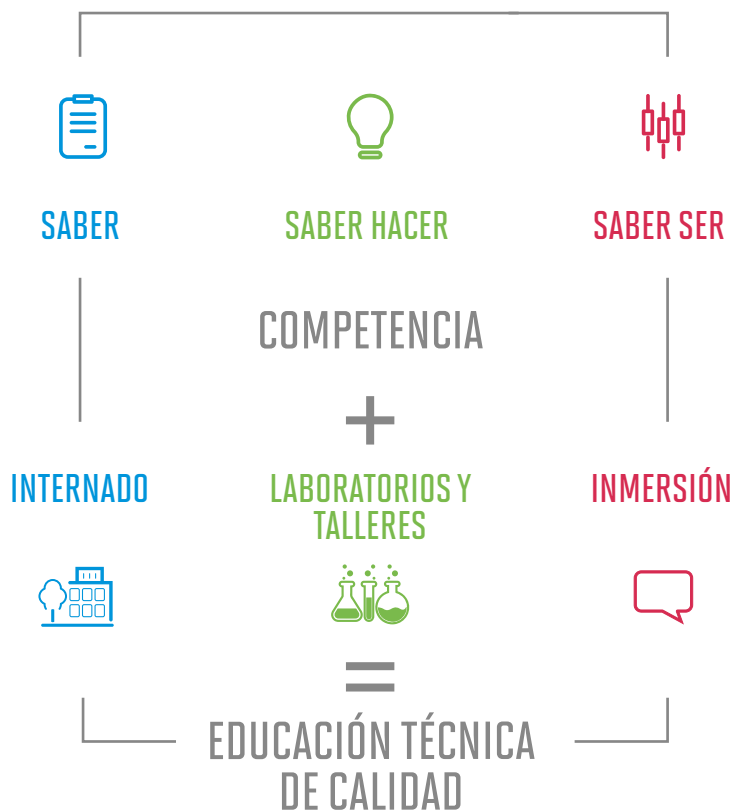 SABER
SABER HACER
SABER SER
COMPETENCIA
+
INTERNADO
LABORATORIOS Y
TALLERES
INMERSIÓN
=
EDUCACIÓN TÉCNICA
DE CALIDAD